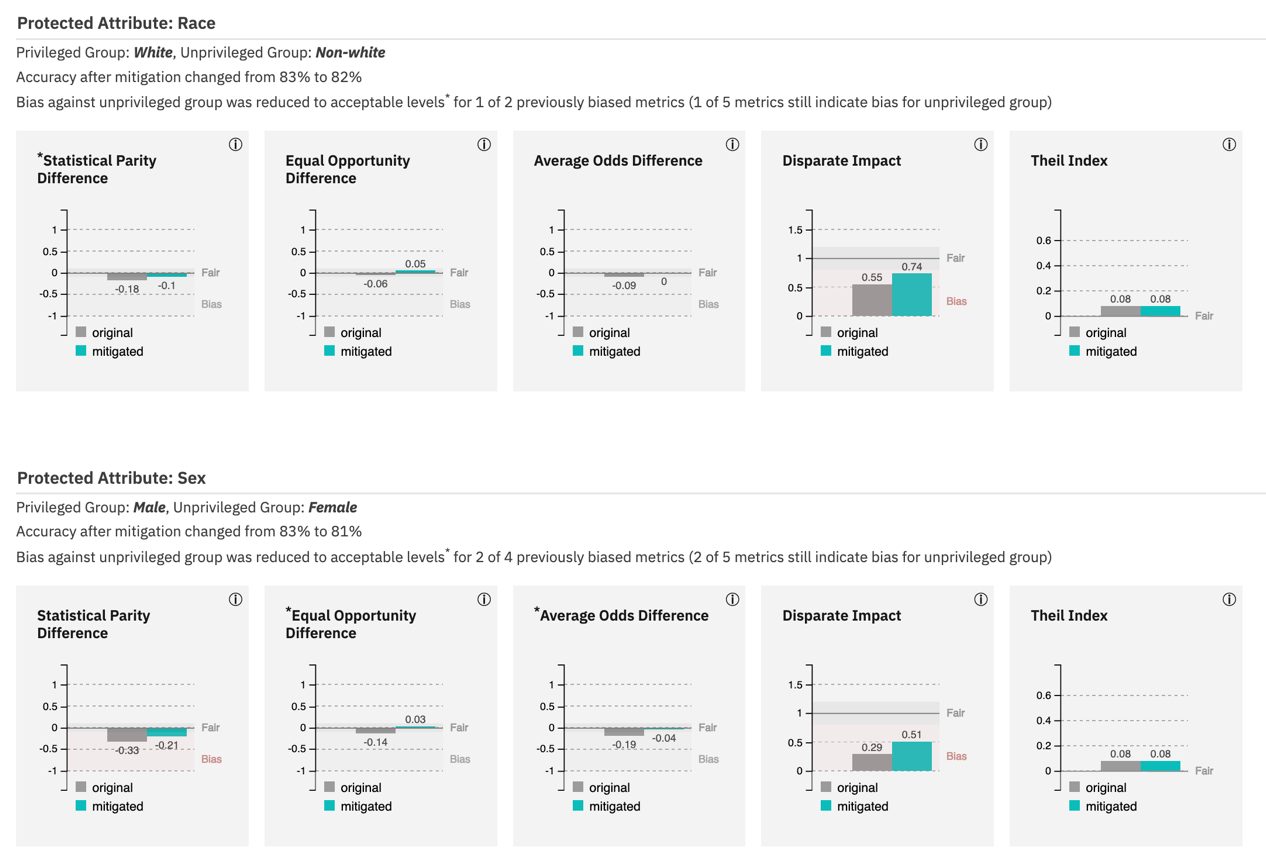 Protected Attribute: Race
Privileged Group: White, Unprivileged Group: Non-white
Accuracy after mitigation changed from 83% to 82%
Bias against unprivileged group was reduced to acceptable levels* for 1 of 2 previously biased metrics (1 of 5 metrics still indicate bias for unprivileged group)
*Statistical Parity
Difference
1
0.5
0
-0.5
-1
Fair
Bias
-0.18
-0.1
original
mitigated
Equal Opportunity
Difference
1
0.5
0
-0.5
-1
Fair
Bias
-0.06
0.05
original
mitigated
Average Odds Difference
1
0.5
0
-0.5
-1
Fair
Bias
-0.09
0
original
mitigated
Disparate Impact
1.5
1
0.5
0
Fair
Bias
0.55
0.74
original
mitigated
Theil Index
0.6
0.4
0.2
0
Fair
0.08
0.08
original
mitigated
Protected Attribute: Sex
Privileged Group: Male, Unprivileged Group: Female
Accuracy after mitigation changed from 83% to 81%
Bias against unprivileged group was reduced to acceptable levels* for 2 of 4 previously biased metrics (2 of 5 metrics still indicate bias for unprivileged group)
Statistical Parity
Difference
1
0.5
0
-0.5
-1
Fair
Bias
-0.33
-0.21
original
mitigated
*Equal Opportunity
Difference
1
0.5
0
-0.5
-1
Fair
Bias
-0.14
0.03
original
mitigated
*Average Odds Difference
1
0.5
0
-0.5
-1
Fair
Bias
-0.19
-0.04
original
mitigated
Disparate Impact
1.5
1
0.5
0
Fair
Bias
0.29
0.51
original
mitigated
Theil Index
0.6
0.4
0.2
0
Fair
0.08
0.08
original
mitigated